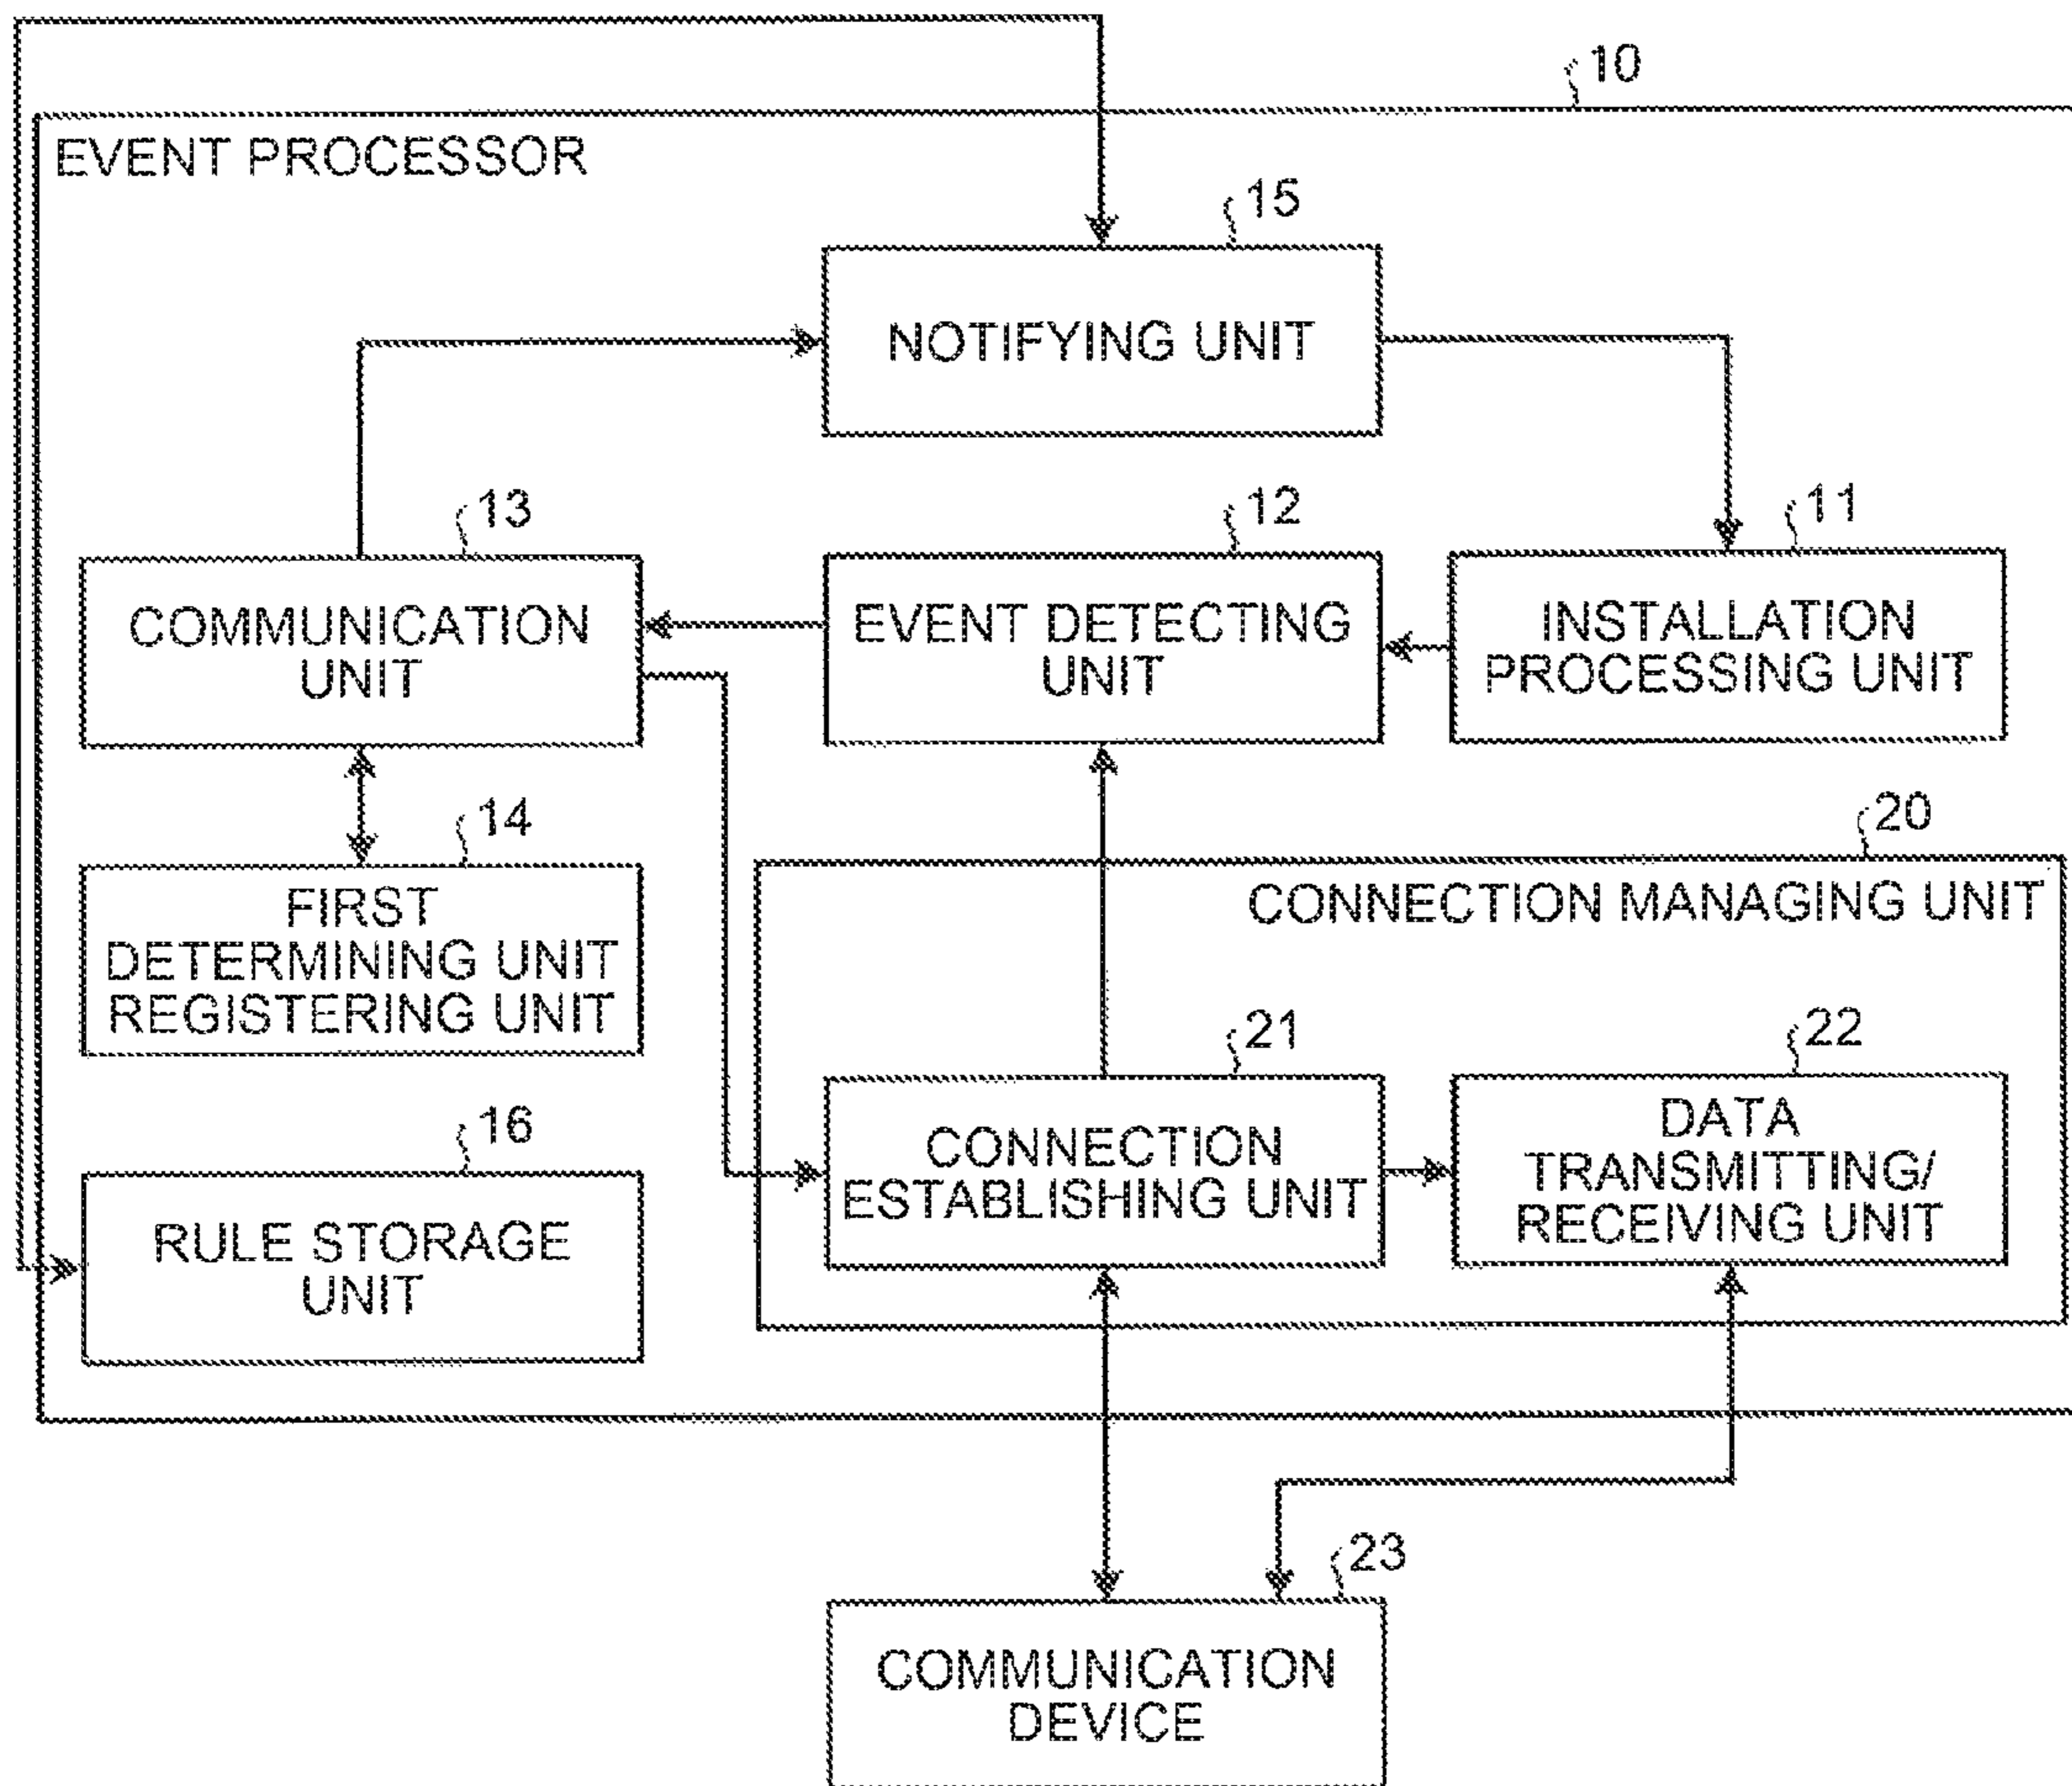 10
EVENT PROCESSOR
15
NOTIFYING UNIT
13
12
11
COMMUNICATION
UNIT
EVENT DETECTING
UNIT
INSTALLATION
PROCESSING UNIT
14
20
FIRST
DETERMINING UNIT
REGISTERING UNIT
CONNECTION MANAGING UNIT
21
22
16
CONNECTION
ESTABLISHING UNIT
DATA
TRANSMITTING/
RECEIVING UNIT
RULE STORAGE
UNIT
23
COMMUNICATION
DEVICE